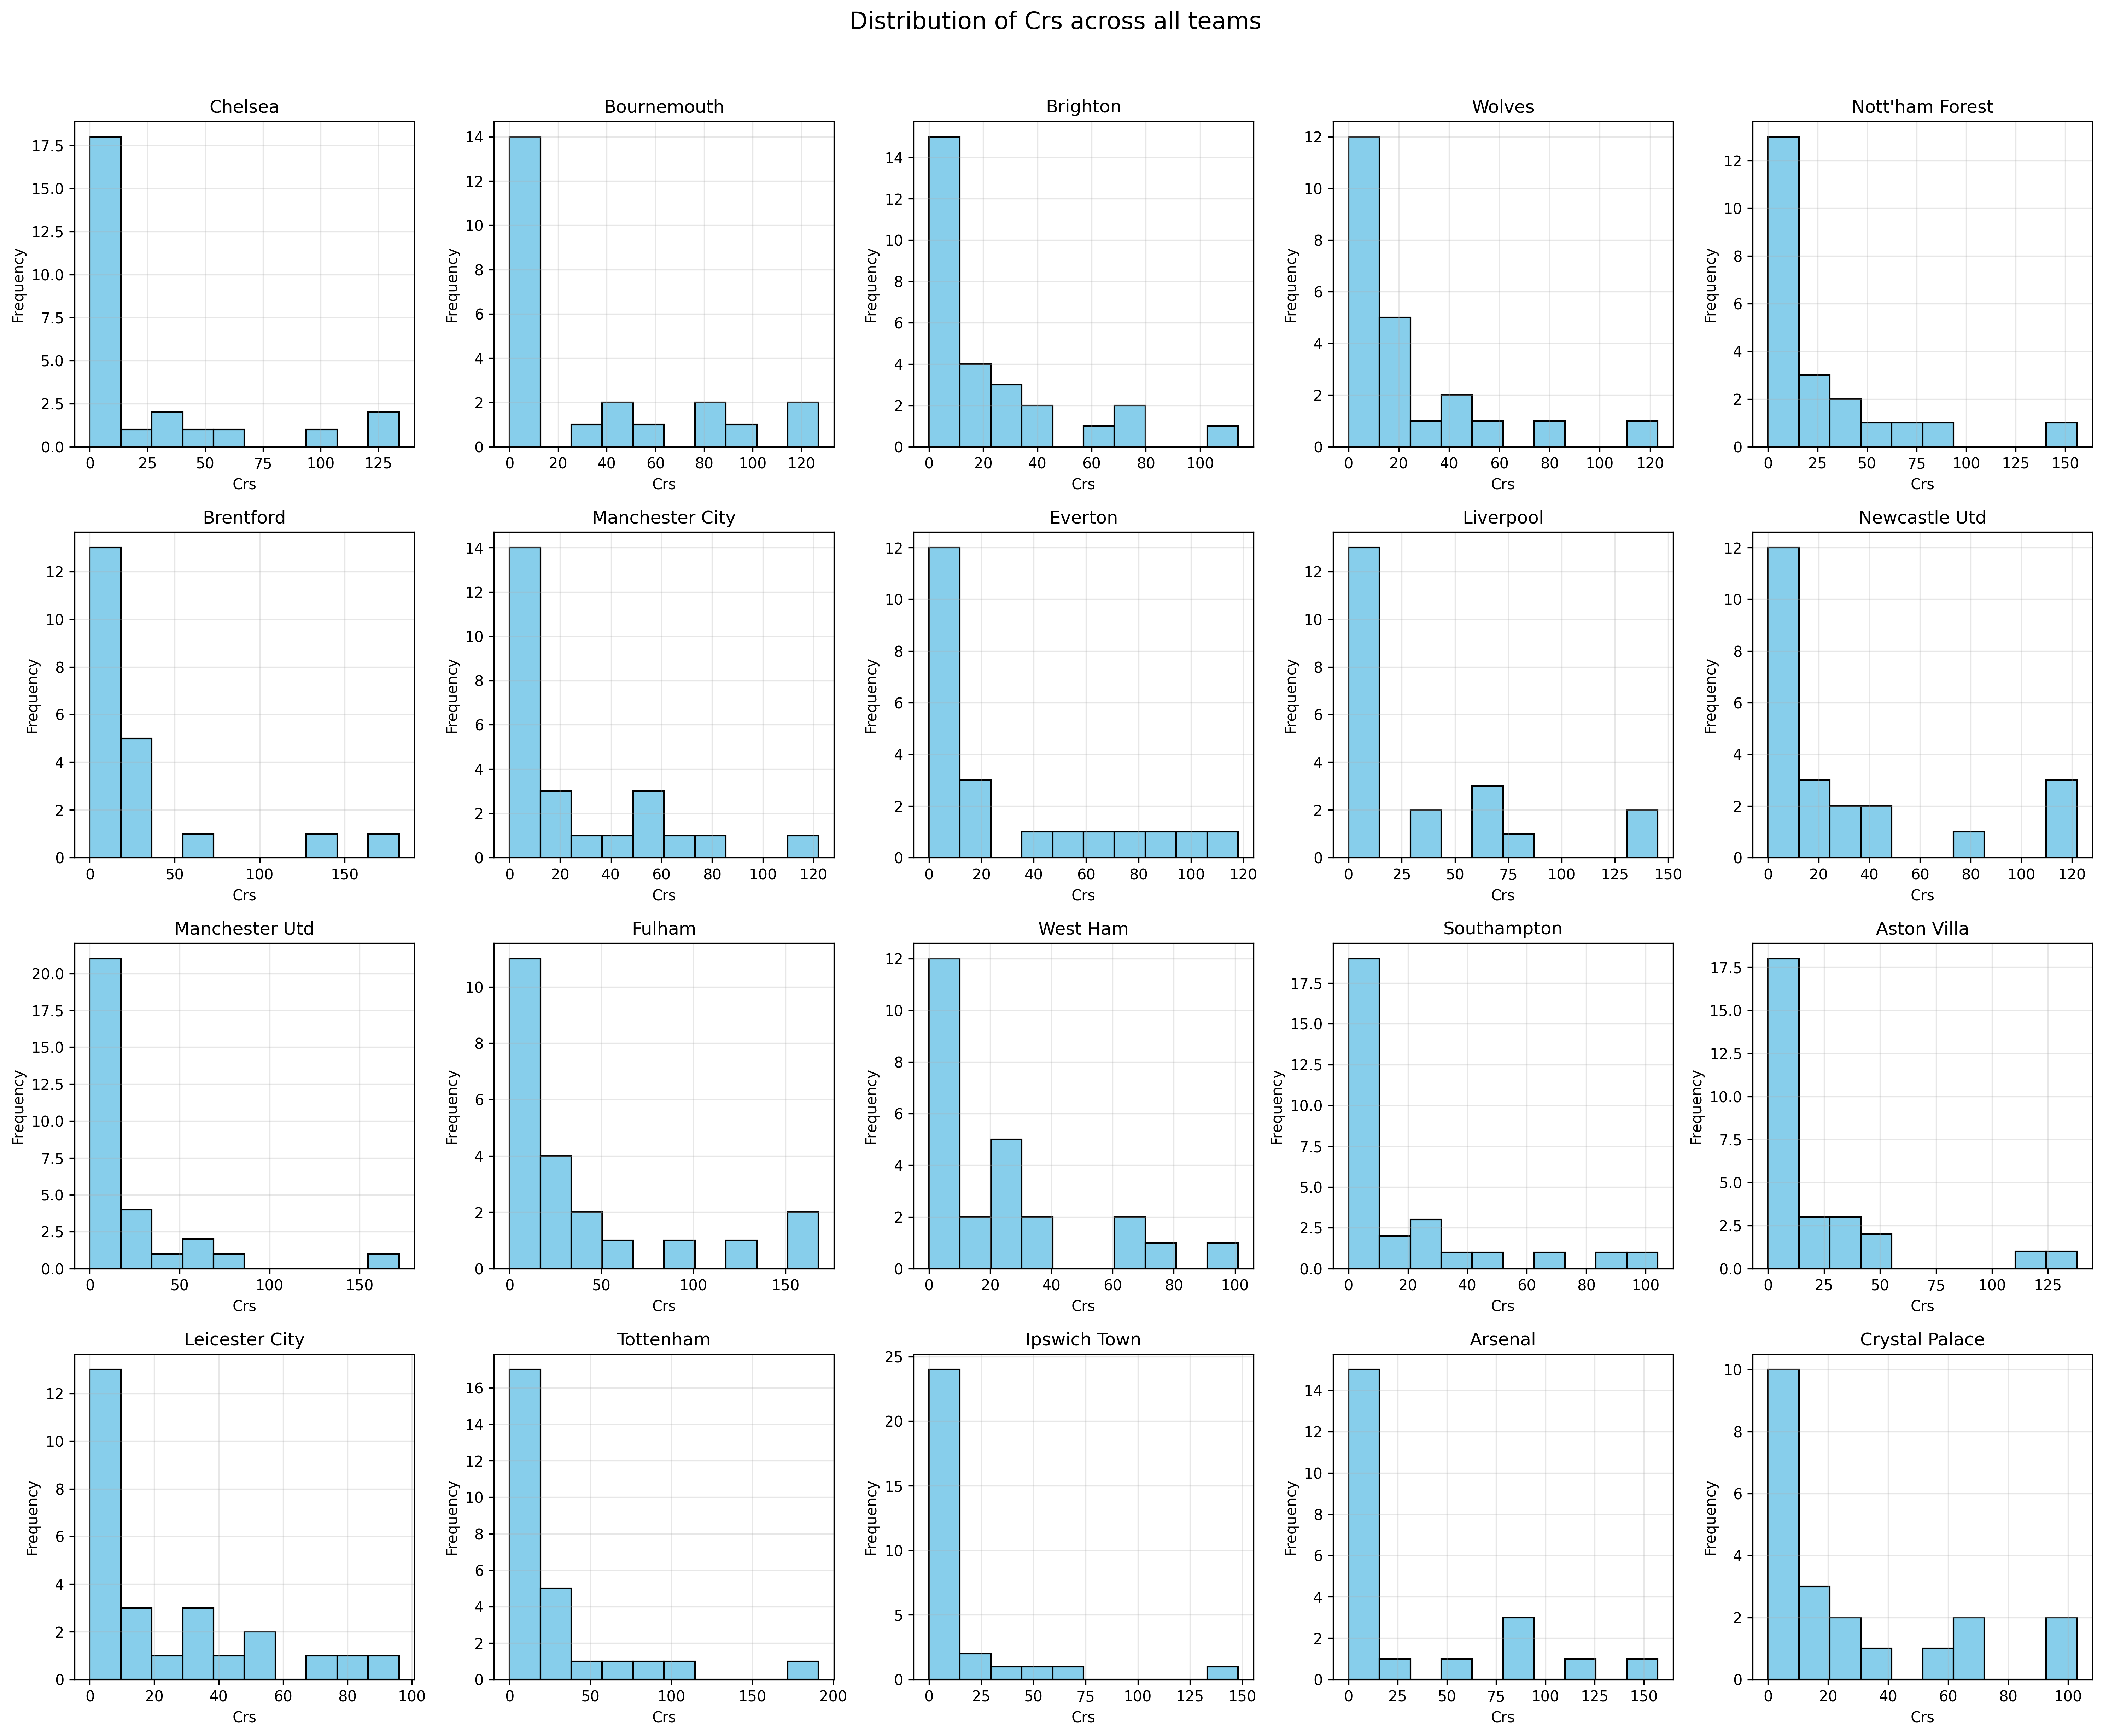 Distribution of Crs across all teams
Chelsea
Bournemouth
Brighton
Wolves
Nott'ham Forest
Frequency
17.5
15.0
12.5
10.0
7.5
5.0
2.5
0.0
0 25 50 75 100 125
Crs
Frequency
14
12
10
8
6
4
2
0
0 20 40 60 80 100 120
Crs
Frequency
14
12
10
8
6
4
2
0
0 20 40 60 80 100
Crs
Frequency
12
10
8
6
4
2
0
0 20 40 60 80 100 120
Crs
Frequency
12
10
8
6
4
2
0
0 25 50 75 100 125 150
Crs
Brentford
Manchester City
Everton
Liverpool
Newcastle Utd
Frequency
12
10
8
6
4
2
0
0 50 100 150
Crs
Frequency
14
12
10
8
6
4
2
0
0 20 40 60 80 100 120
Crs
Frequency
12
10
8
6
4
2
0
0 20 40 60 80 100 120
Crs
Frequency
12
10
8
6
4
2
0
0 25 50 75 100 125 150
Crs
Frequency
12
10
8
6
4
2
0
0 20 40 60 80 100 120
Crs
Manchester Utd
Fulham
West Ham
Southampton
Aston Villa
Frequency
20.0
17.5
15.0
12.5
10.0
7.5
5.0
2.5
0.0
0 50 100 150
Crs
Frequency
10
8
6
4
2
0
0 50 100 150
Crs
Frequency
12
10
8
6
4
2
0
0 20 40 60 80 100
Crs
Frequency
17.5
15.0
12.5
10.0
7.5
5.0
2.5
0.0
0 20 40 60 80 100
Crs
Frequency
17.5
15.0
12.5
10.0
7.5
5.0
2.5
0.0
0 25 50 75 100 125
Crs
Leicester City
Tottenham
Ipswich Town
Arsenal
Crystal Palace
Frequency
12
10
8
6
4
2
0
0 20 40 60 80 100
Crs
Frequency
16
14
12
10
8
6
4
2
0
0 50 100 150 200
Crs
Frequency
25
20
15
10
5
0
0 25 50 75 100 125 150
Crs
Frequency
14
12
10
8
6
4
2
0
0 25 50 75 100 125 150
Crs
Frequency
10
8
6
4
2
0
0 20 40 60 80 100
Crs